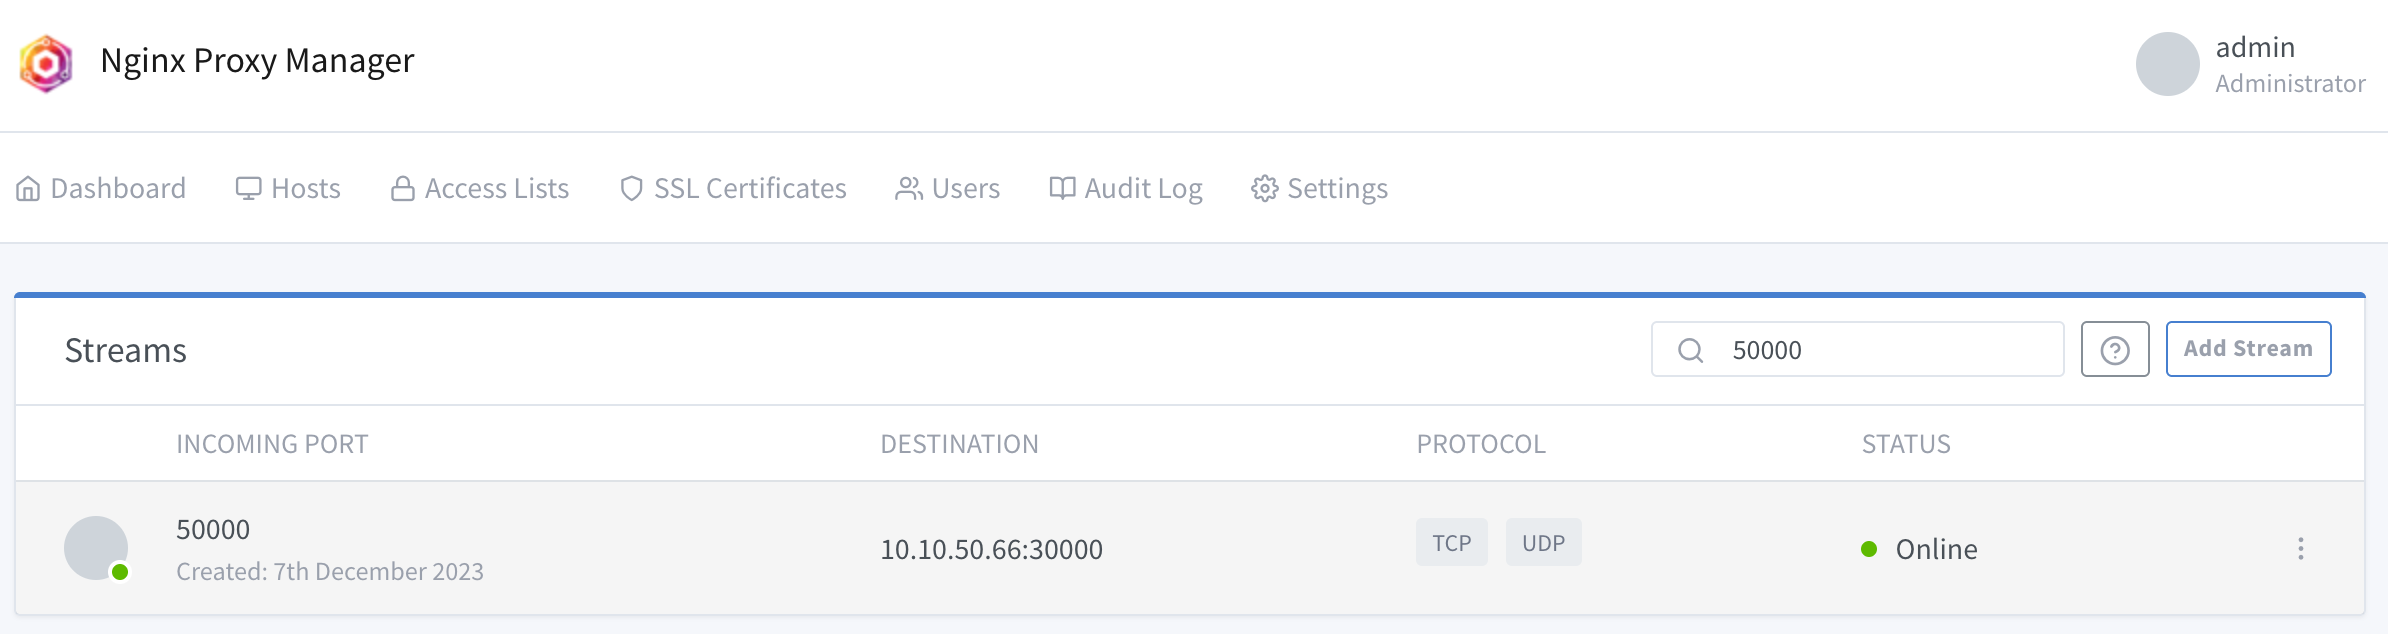 Nginx Proxy Manager
admin
Administrator
Dashboard Hosts Access Lists SSL Certificates Users Audit Log Settings
Streams
50000
Add Stream
INCOMING PORT DESTINATION PROTOCOL STATUS
50000
Created: 7th December 2023
10.10.50.66:30000
TCP UDP
Online